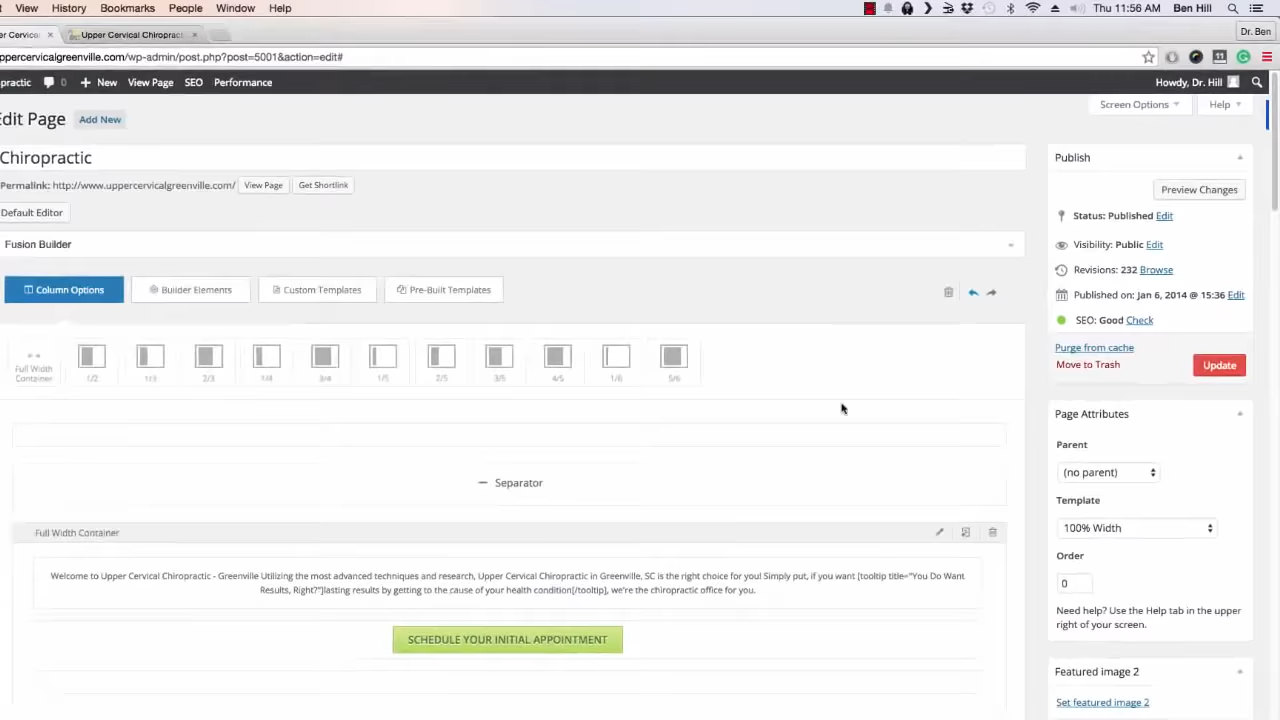 View History Bookmarks People Window Help Thu 11:56 AM Ben Hill
Upper Cervical Chiropract Dr. Ben
ppercervicalgreenville.com/wp-admin/post.php?post=5001&action=edit#
practic 0 + New View Page SEO Performance Howdy, Dr. Hill
Edit Page Add New Screen Options Help
Chiropractic
Permalink: http://www.uppercervicalgreenville.com/ View Page Get Shortlink
Default Editor
Fusion Builder
Column Options Builder Elements Custom Templates Pre-Built Templates
Full Width
Container 1/2 1/3 2/3 1/4 3/4 1/5 2/5 3/5 4/5 1/6 5/6
Separator
Full Width Container
Welcome to Upper Cervical Chiropractic - Greenville Utilizing the most advanced techniques and research, Upper Cervical Chiropractic in Greenville, SC is the right choice for you! Simply put, if you want [tooltip title="You Do Want
Results, Right?"]lasting results by getting to the cause of your health condition[/tooltip], we're the chiropractic office for you.
SCHEDULE YOUR INITIAL APPOINTMENT
Publish
Preview Changes
Status: Published Edit
Visibility: Public Edit
Revisions: 232 Browse
Published on: Jan 6, 2014 @ 15:36 Edit
SEO: Good Check
Purge from cache
Move to Trash Update
Page Attributes
Parent
(no parent)
Template
100% Width
Order
0
Need help? Use the Help tab in the upper
right of your screen.
Featured image 2
Set featured image 2